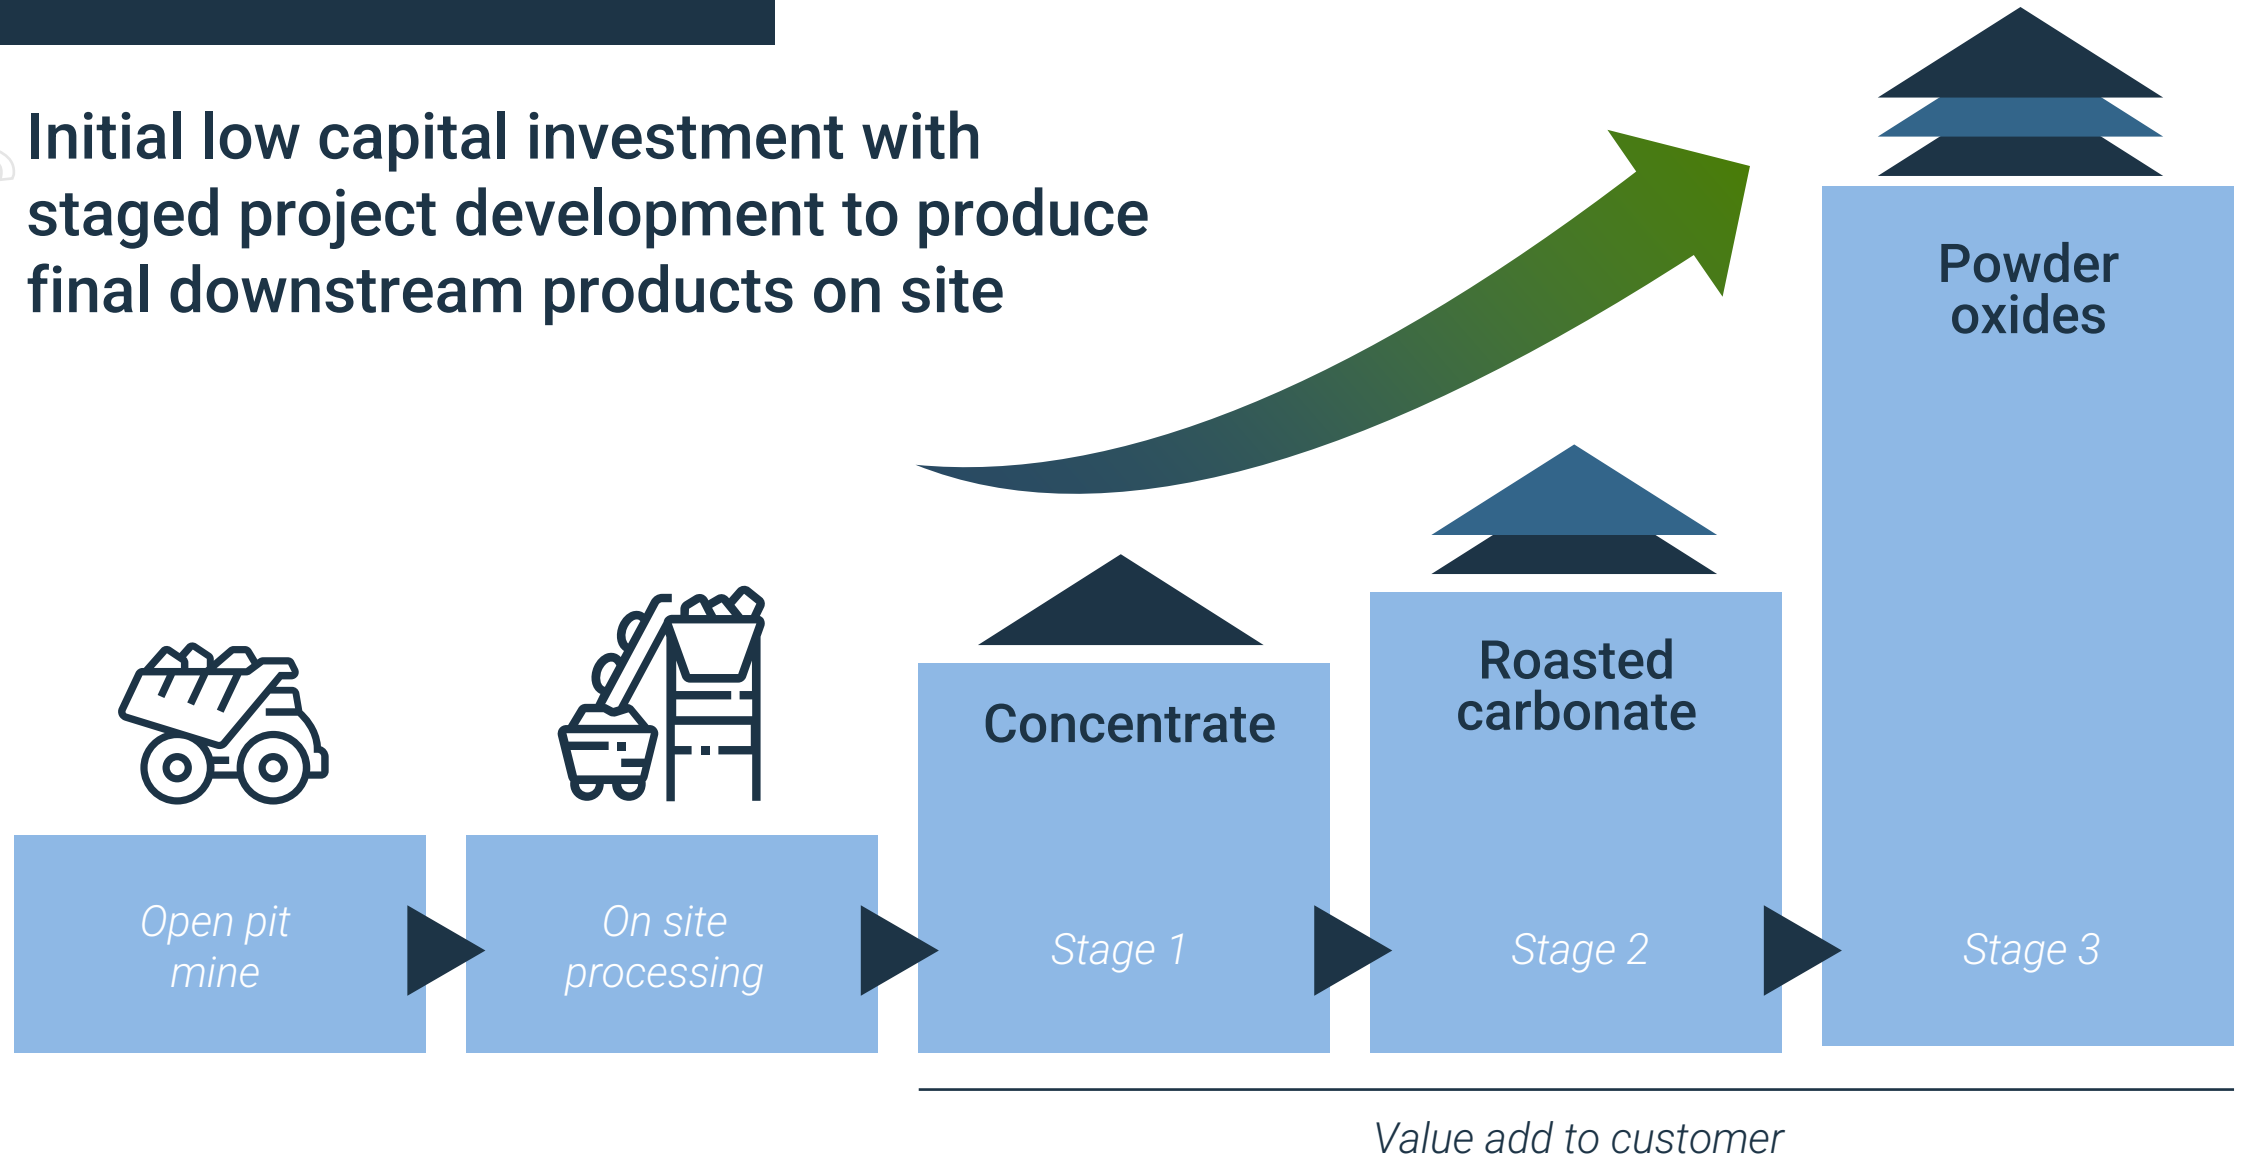 Initial low capital investment with
staged project development to produce
final downstream products on site
Powder
oxides
Roasted
carbonate
Concentrate
Open pit
mine
On site
processing
Stage 1
Stage 2
Stage 3
Value add to customer